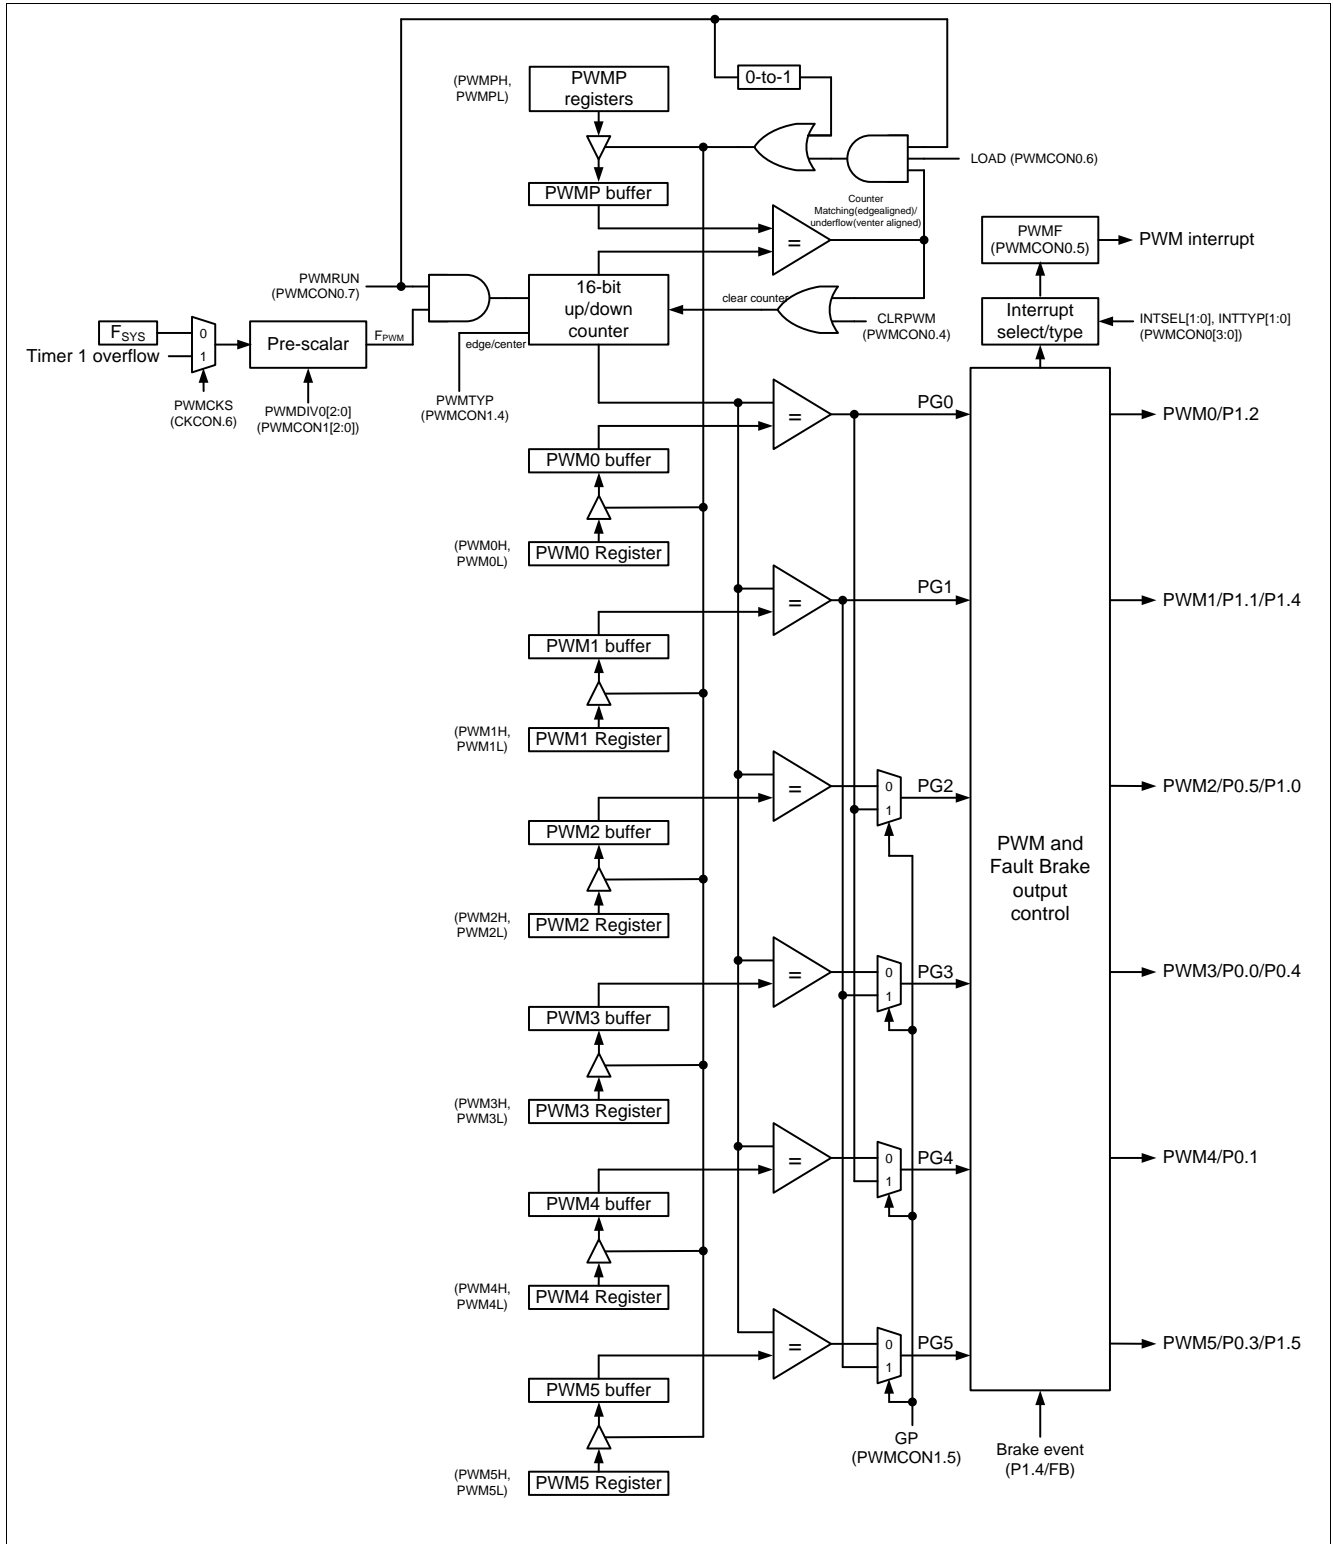 (PWMPH,
PWMPL)
PWMP
registers
0-to-1
LOAD (PWMCON0.6)
PWMP buffer
Counter
Matching(edgealigned)/
underflow(venter aligned)
=
PWMF
(PWMCON0.5)
PWM interrupt
PWMRUN
(PWMCON0.7)
16-bit
up/down
counter
clear counter
CLRPWM
(PWMCON0.4)
Interrupt
select/type
INTSEL[1:0], INTTYP[1:0]
(PWMCON0[3:0])
FSYS
Timer 1 overflow
0
1
Pre-scalar
FPWM
edge/center
PWMCKS
(CKCON.6)
PWMDIV0[2:0]
(PWMCON1[2:0])
PWMTYP
(PWMCON1.4)
=
PG0
PWM0/P1.2
PWM0 buffer
(PWM0H,
PWM0L)
PWM0 Register
=
PG1
PWM1/P1.1/P1.4
PWM1 buffer
(PWM1H,
PWM1L)
PWM1 Register
=
0
1
PG2
PWM2/P0.5/P1.0
PWM2 buffer
PWM and
Fault Brake
output
control
(PWM2H,
PWM2L)
PWM2 Register
=
0
1
PG3
PWM3/P0.0/P0.4
PWM3 buffer
(PWM3H,
PWM3L)
PWM3 Register
=
0
1
PG4
PWM4/P0.1
PWM4 buffer
(PWM4H,
PWM4L)
PWM4 Register
=
0
1
PG5
PWM5/P0.3/P1.5
PWM5 buffer
GP
(PWMCON1.5)
Brake event
(P1.4/FB)
(PWM5H,
PWM5L)
PWM5 Register